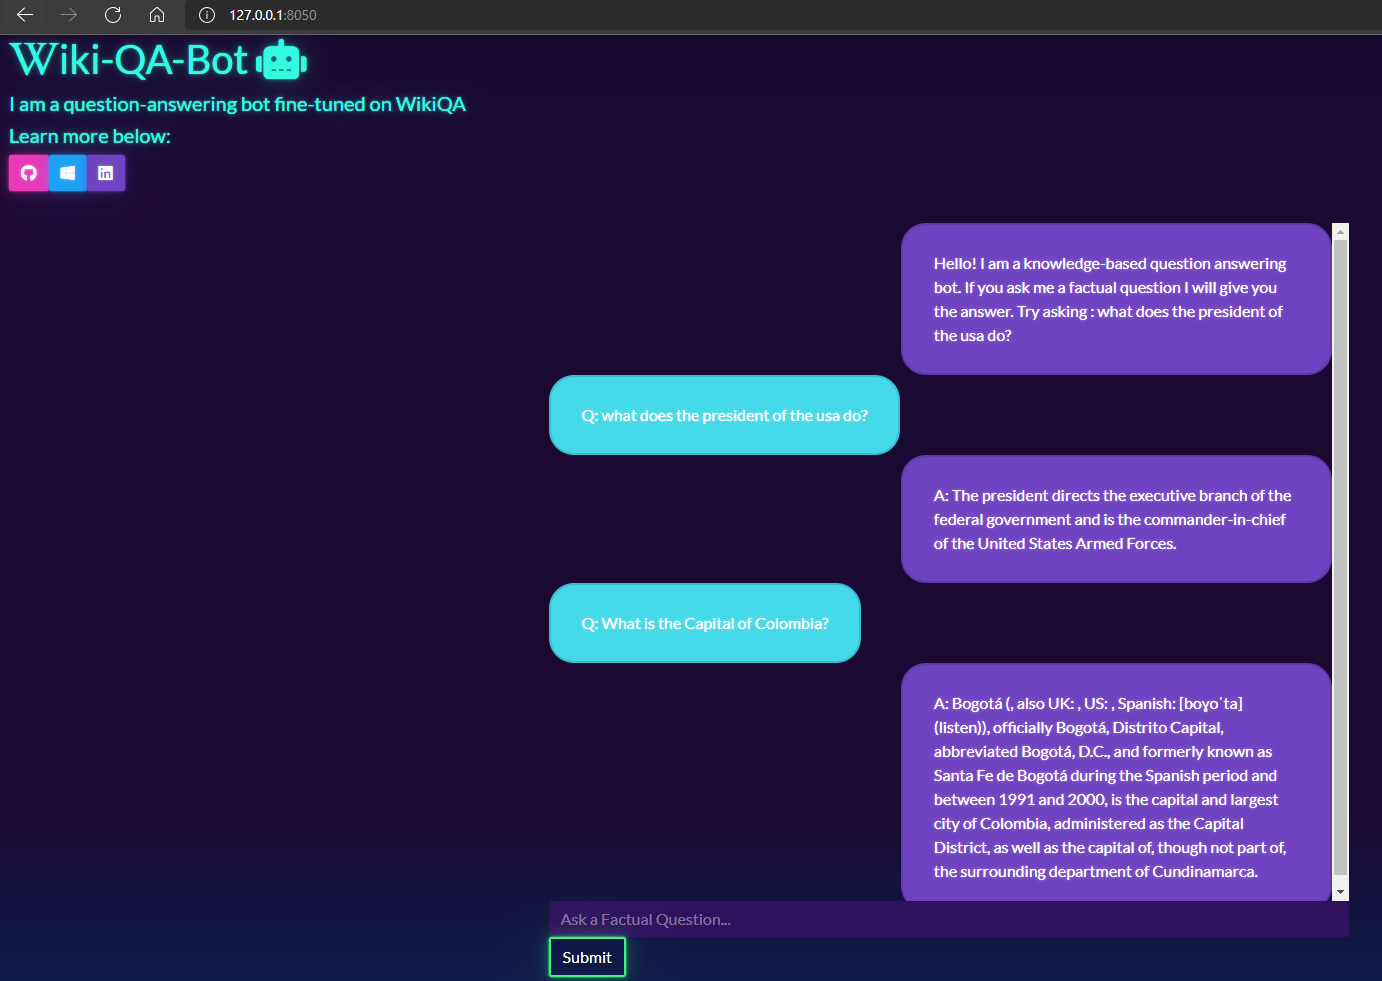 127.0.0.1:8050
Wiki-QA-Bot
I am a question-answering bot fine-tuned on WikiQA
Learn more below:
Hello! I am a knowledge-based question answering
bot. If you ask me a factual question I will give you
the answer. Try asking : what does the president of
the usa do?
Q: what does the president of the usa do?
A: The president directs the executive branch of the
federal government and is the commander-in-chief
of the United States Armed Forces.
Q: What is the Capital of Colombia?
A: Bogotá (, also UK: , US: , Spanish: [boɣoˈta]
(listen)), officially Bogotá, Distrito Capital,
abbreviated Bogotá, D.C., and formerly known as
Santa Fe de Bogotá during the Spanish period and
between 1991 and 2000, is the capital and largest
city of Colombia, administered as the Capital
District, as well as the capital of, though not part of,
the surrounding department of Cundinamarca.
Ask a Factual Question...
Submit